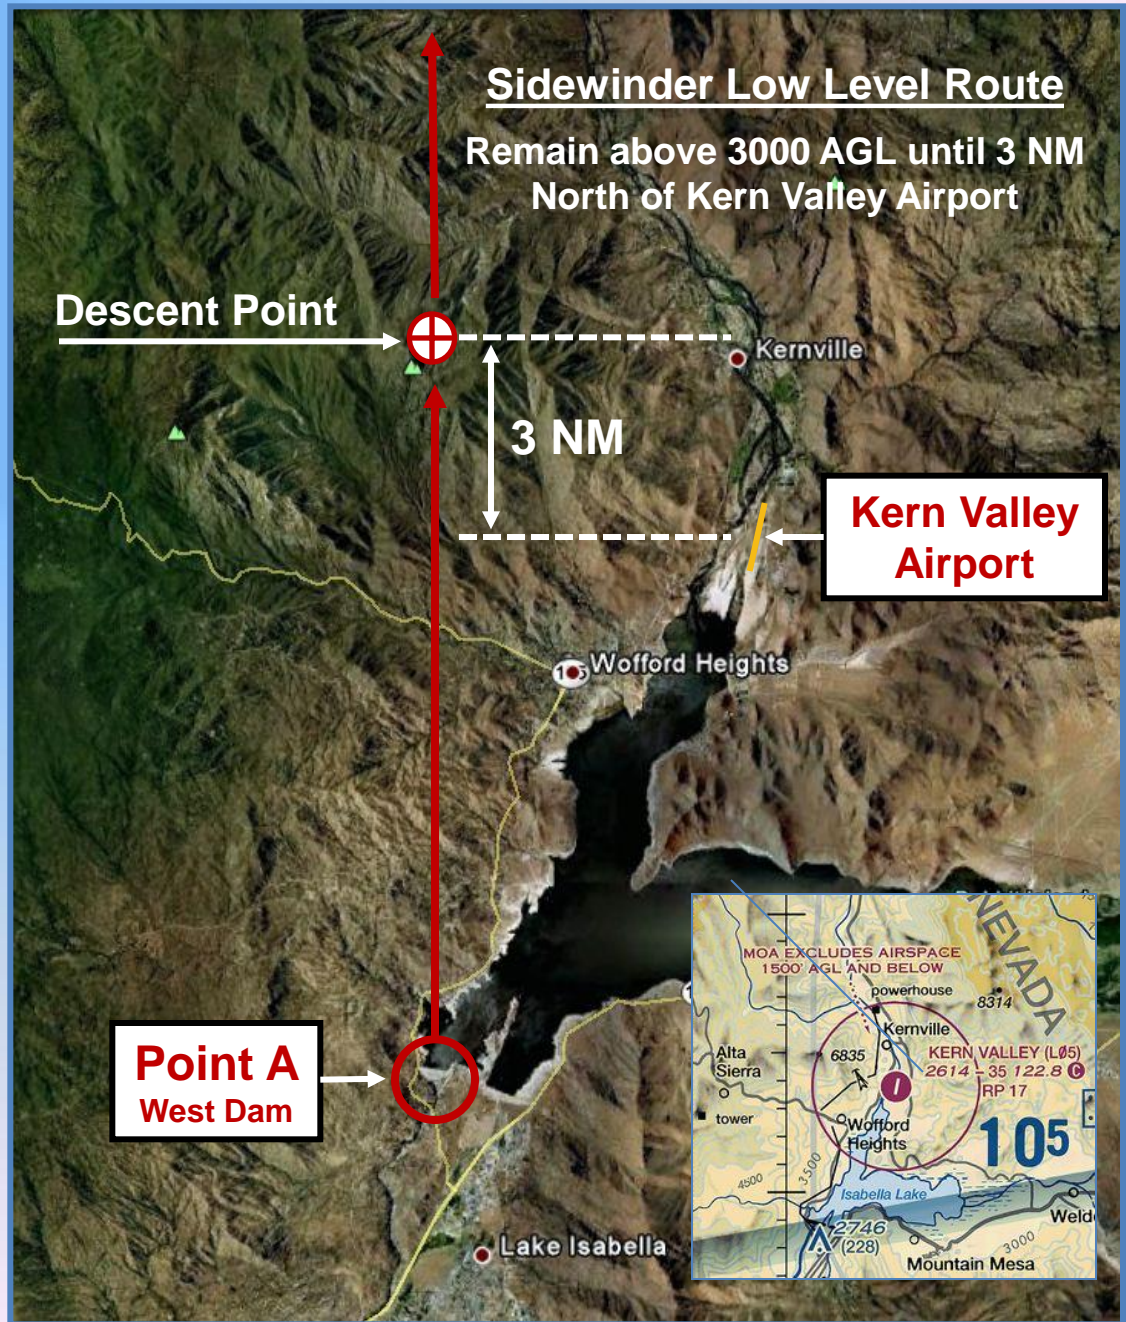 Sidewinder Low Level Route
Remain above 3000 AGL until 3 NM
North of Kern Valley Airport
Descent Point
Kernville
3 NM
Kern Valley
Airport
Wofford Heights
Point A
West Dam
Lake Isabella
NEVADA
MOA EXCLUDES AIRSPACE
1500' AGL AND BELOW
powerhouse
8314
Kernville
Alta
Sierra
6835
KERN VALLEY (LØ5)
2614 - 35 122.8 C
RP 17
tower
Wofford
Heights
10⁵
3500
4500
Isabella Lake
2746
(228)
3000
Mountain Mesa